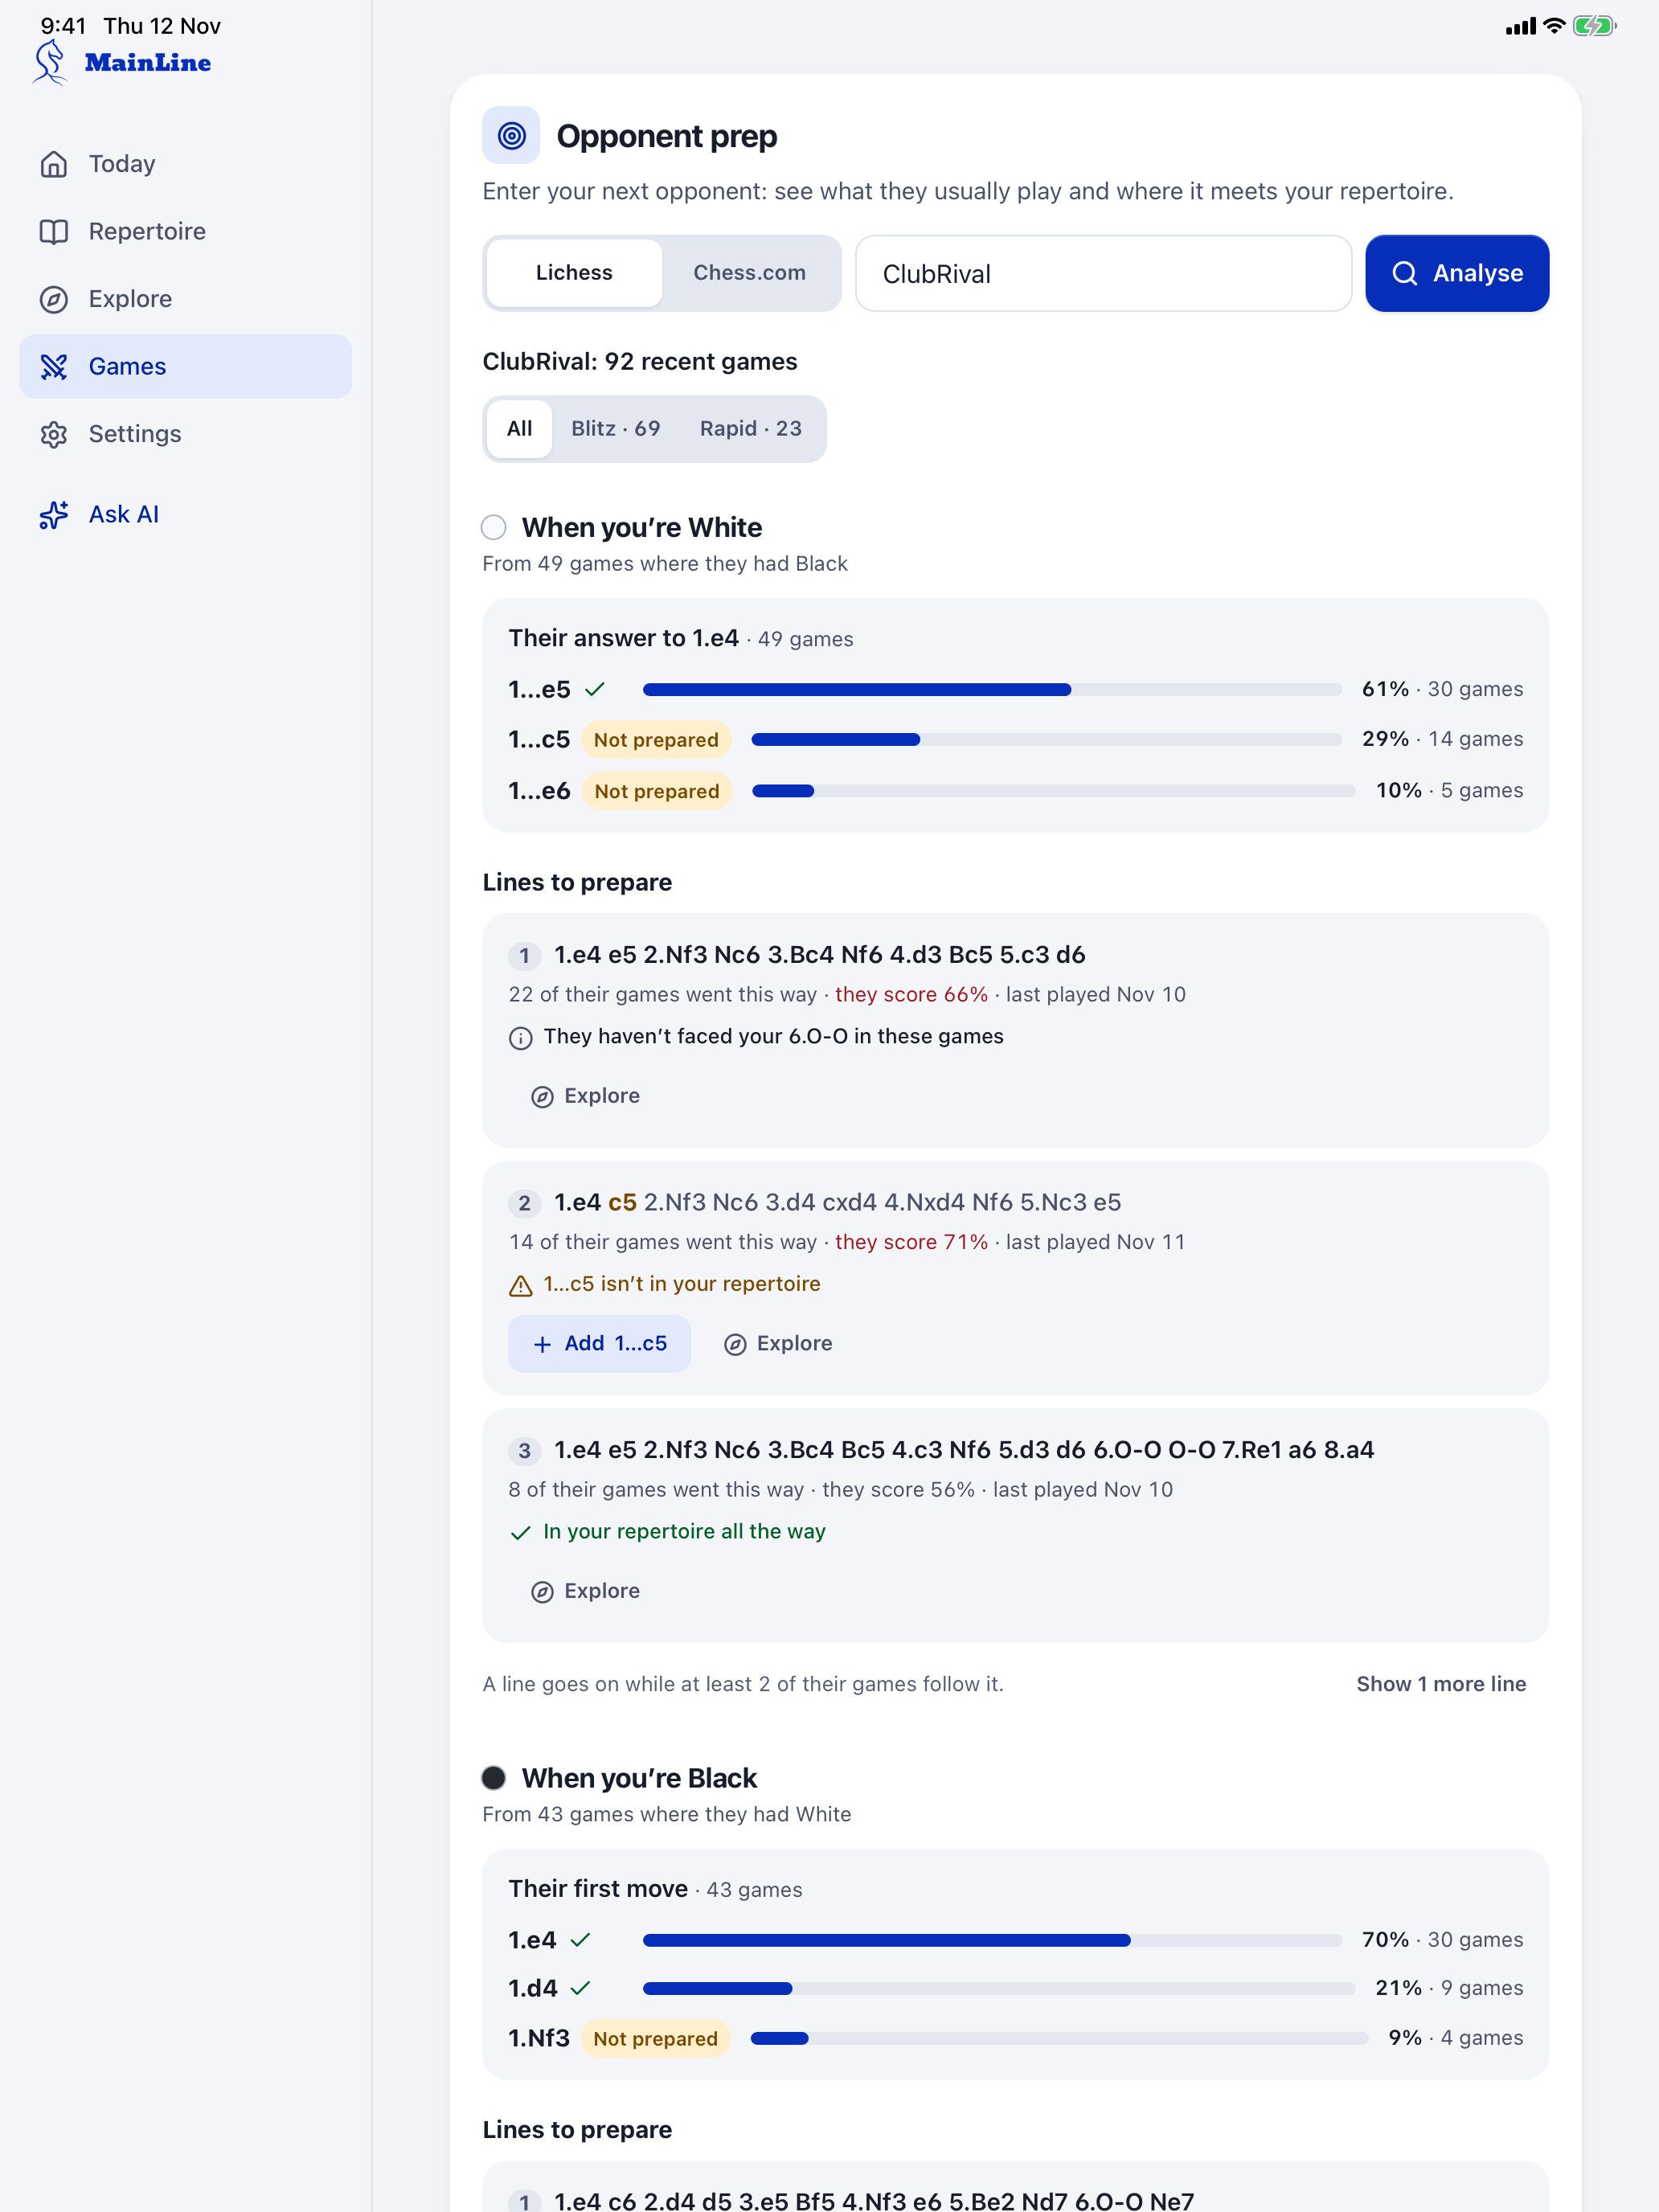 9:41 Thu 12 Nov
MainLine
Today
Repertoire
Explore
Games
Settings
Ask AI
Opponent prep
Enter your next opponent: see what they usually play and where it meets your repertoire.
Lichess Chess.com ClubRival Analyse
ClubRival: 92 recent games
All Blitz · 69 Rapid · 23
When you’re White
From 49 games where they had Black
Their answer to 1.e4 · 49 games
1...e5 61% · 30 games
1...c5 Not prepared 29% · 14 games
1...e6 Not prepared 10% · 5 games
Lines to prepare
1 1.e4 e5 2.Nf3 Nc6 3.Bc4 Nf6 4.d3 Bc5 5.c3 d6
22 of their games went this way · they score 66% · last played Nov 10
They haven’t faced your 6.O-O in these games
Explore
2 1.e4 c5 2.Nf3 Nc6 3.d4 cxd4 4.Nxd4 Nf6 5.Nc3 e5
14 of their games went this way · they score 71% · last played Nov 11
1...c5 isn’t in your repertoire
Add 1...c5 Explore
3 1.e4 e5 2.Nf3 Nc6 3.Bc4 Bc5 4.c3 Nf6 5.d3 d6 6.O-O O-O 7.Re1 a6 8.a4
8 of their games went this way · they score 56% · last played Nov 10
In your repertoire all the way
Explore
A line goes on while at least 2 of their games follow it. Show 1 more line
When you’re Black
From 43 games where they had White
Their first move · 43 games
1.e4 70% · 30 games
1.d4 21% · 9 games
1.Nf3 Not prepared 9% · 4 games
Lines to prepare
1 1.e4 c6 2.d4 d5 3.e5 Bf5 4.Nf3 e6 5.Be2 Nd7 6.O-O Ne7